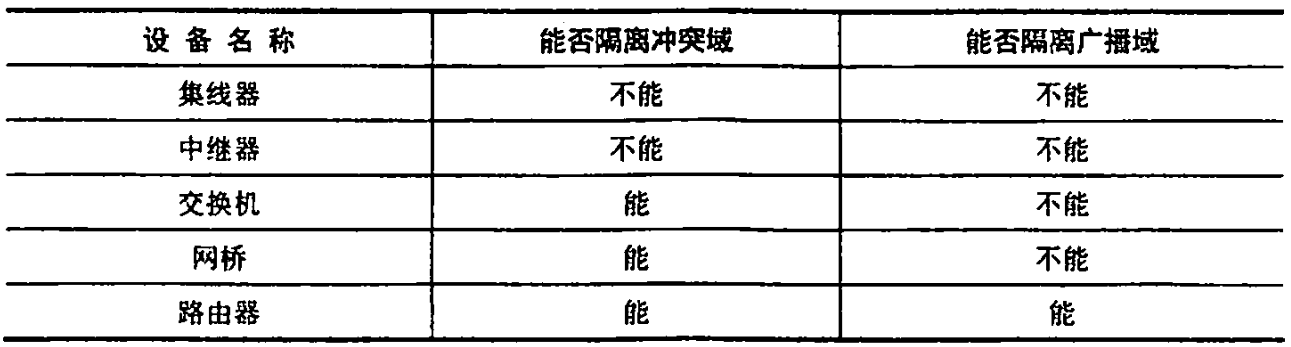 设备名称 能否隔离冲突域 能否隔离广播域
集线器 不能 不能
中继器 不能 不能
交换机 能 不能
网桥 能 不能
路由器 能 能